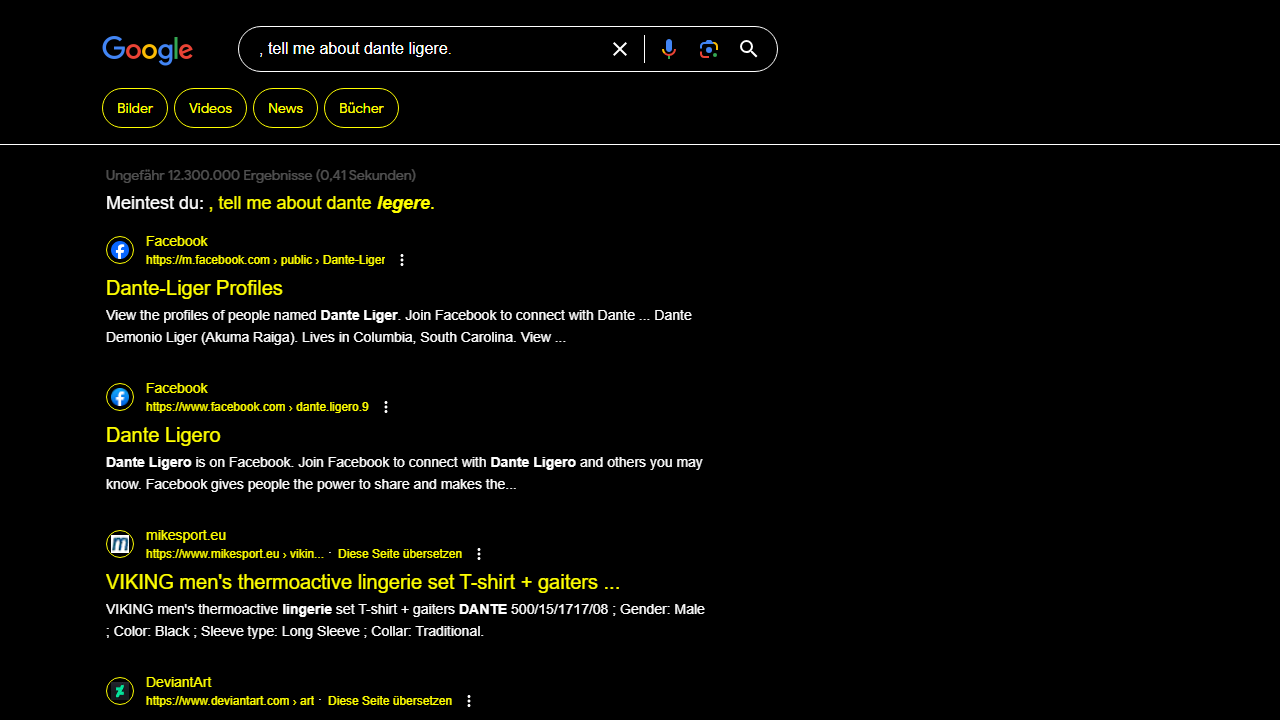 Google
, tell me about dante ligere.
Bilder Videos News Bücher
Ungefähr 12.300.000 Ergebnisse (0,41 Sekunden)
Meintest du: , tell me about dante legere.
Facebook
https://m.facebook.com › public › Dante-Liger
Dante-Liger Profiles
View the profiles of people named Dante Liger. Join Facebook to connect with Dante ... Dante
Demonio Liger (Akuma Raiga). Lives in Columbia, South Carolina. View ...
Facebook
https://www.facebook.com › dante.ligero.9
Dante Ligero
Dante Ligero is on Facebook. Join Facebook to connect with Dante Ligero and others you may
know. Facebook gives people the power to share and makes the...
mikesport.eu
https://www.mikesport.eu › vikin... · Diese Seite übersetzen
VIKING men's thermoactive lingerie set T-shirt + gaiters ...
VIKING men's thermoactive lingerie set T-shirt + gaiters DANTE 500/15/1717/08 ; Gender: Male
; Color: Black ; Sleeve type: Long Sleeve ; Collar: Traditional.
DeviantArt
https://www.deviantart.com › art · Diese Seite übersetzen